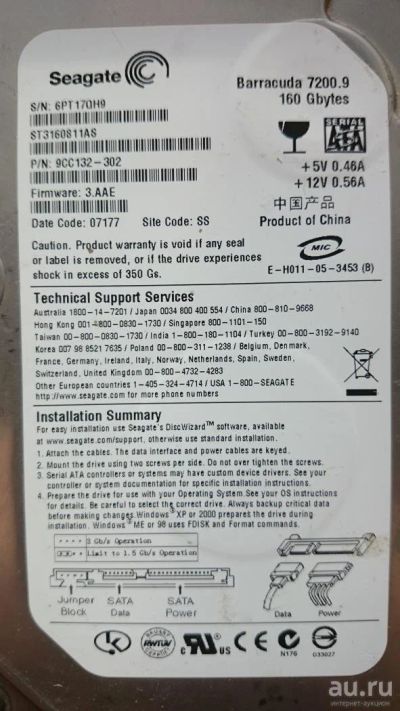 Seagate
Barracuda 7200.9
160 Gbytes
S/N: 6PT170H9
ST3160811AS
P/N: 9CC132-302
Firmware: 3.AAE
Date Code: 07177 Site Code: SS
SERIAL
ATA
+5V 0.46A
+12V 0.56A
中国产品
Product of China
Caution. Product warranty is void if any seal
or label is removed, or if the drive experiences
shock in excess of 350 Gs.
MIC
E-H011-05-3453 (B)
Technical Support Services
Australia 1800-14-7201 / Japan 0034 800 400 554 / China 800-810-9668
Hong Kong 001-800-0830-1730 / Singapore 800-1101-150
Taiwan 00-800-0830-1730 / India 1-800-180-1104 / Turkey 00-800-3192-9140
Korea 007 98 8521 7635 / Poland 00-800-311-1238 / Belgium, Denmark,
France, Germany, Ireland, Italy, Norway, Netherlands, Spain, Sweden,
Switzerland, United Kingdom 00-800-4732-4283
Other European countries 1-405-324-4714 / USA 1-800-SEAGATE
http://www.seagate.com for more phone numbers
Installation Summary
For easy installation use Seagate's DiscWizard™ software, available
at www.seagate.com/support, otherwise use standard installation.
1. Attach the cables. The data interface and power cables are keyed.
2. Mount the drive using two screws per side. Do not over tighten the screws.
3. Serial ATA controllers or systems may have custom device drivers. See your
controller or system documentation for specific installation instructions.
4. Prepare the drive for use with your Operating System. See your OS instructions
for details. Be careful to select the correct drive. Always backup critical data
before making changes. Windows® XP or 2000 prepares the drive during
installation. Windows® ME or 98 uses FDISK and Format commands.
3 Gb/s Operation
Limit to 1.5 Gb/s Operation
Jumper
Block
SATA
Data
SATA
Power
Data
Power
N176
D33027
au.ru
интернет-аукцион